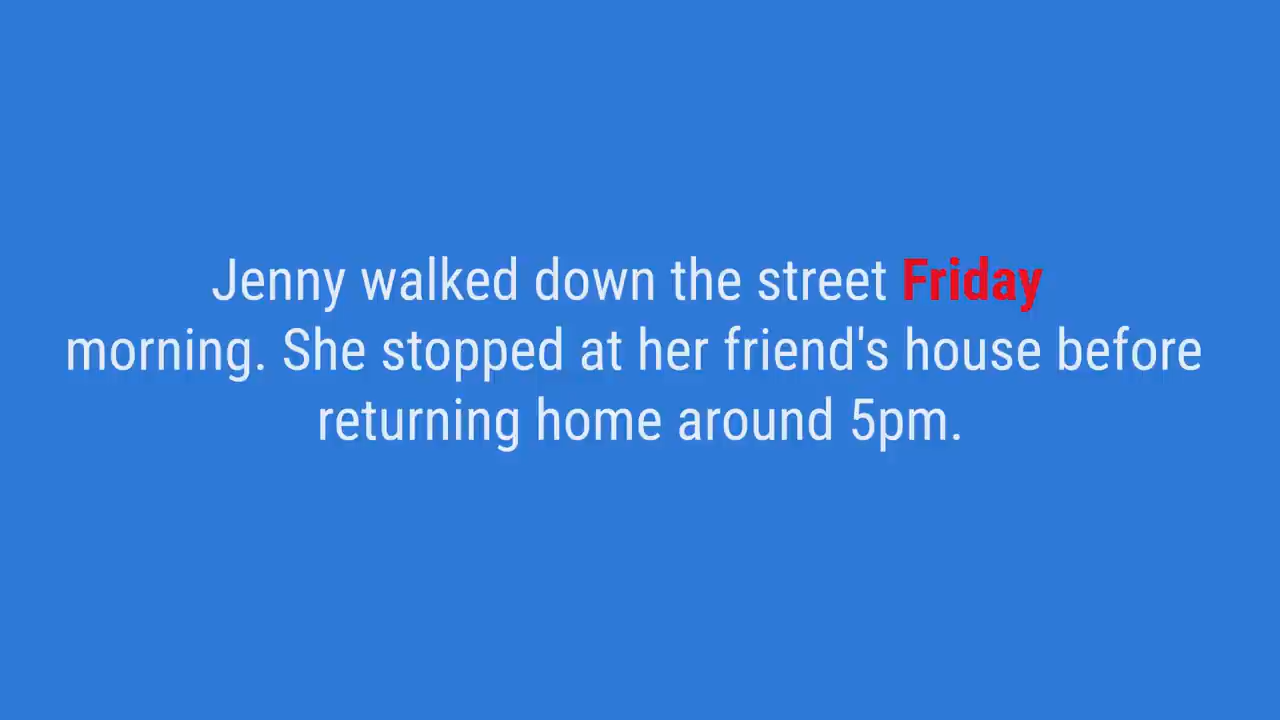 Jenny walked down the street Friday
morning. She stopped at her friend's house before
returning home around 5pm.